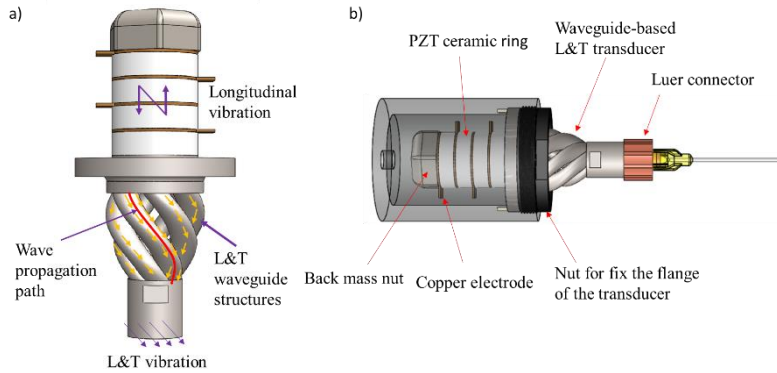 a)
Longitudinal
vibration
Wave
propagation
path
L&T
waveguide
structures
L&T vibration
b)
PZT ceramic ring
Waveguide-based
L&T transducer
Luer connector
Back mass nut
Copper electrode
Nut for fix the flange
of the transducer